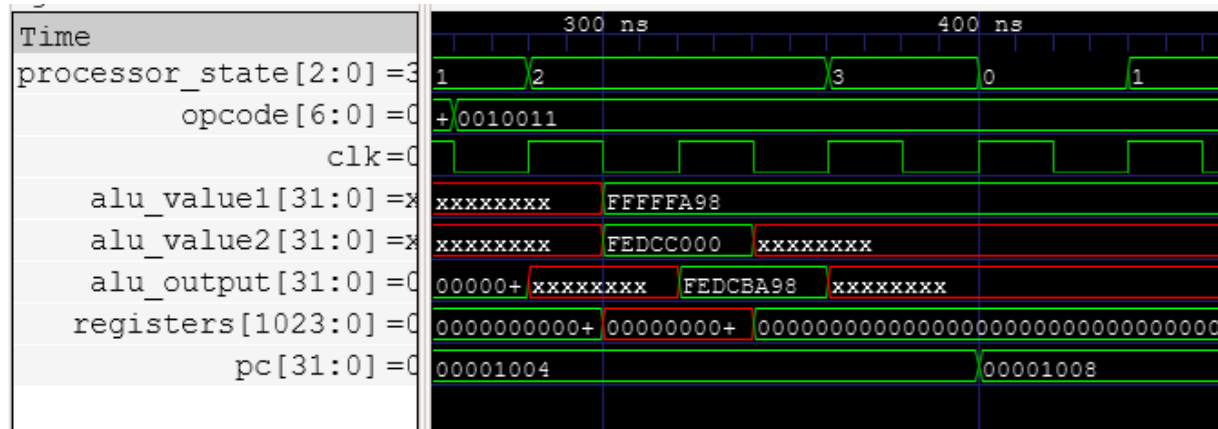 300 ns 400 ns
Time
processor_state[2:0] =3 1 2 3 0 1
opcode[6:0] =0 + 0010011
clk=0
alu_value1[31:0] =x xxxxxxxx FFFFFA98
alu_value2[31:0] =x xxxxxxxx FEDCC000 xxxxxxxx
alu_output[31:0] =0 00000+ xxxxxxxx FEDCBA98 xxxxxxxx
registers[1023:0] =0 0000000000+ 00000000+ 00000000000000000000000000000000000
pc[31:0] =0 00001004 00001008